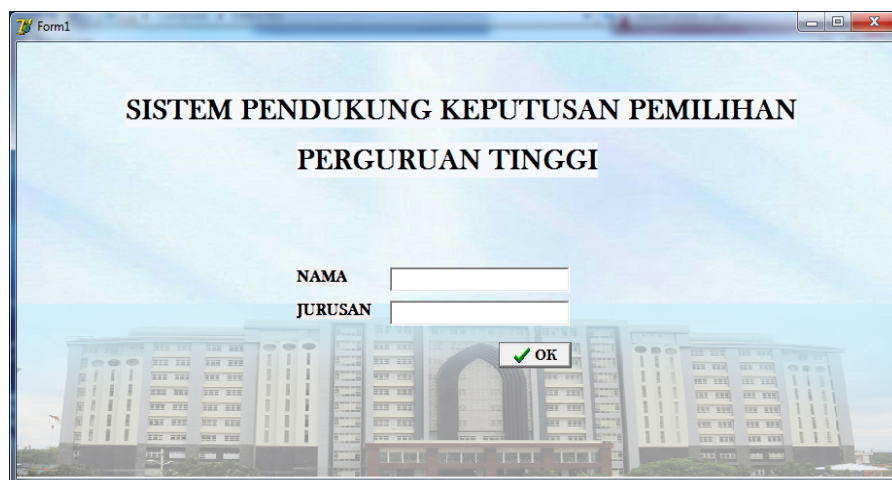 Form1
SISTEM PENDUKUNG KEPUTUSAN PEMILIHAN
PERGURUAN TINGGI
NAMA
JURUSAN
OK